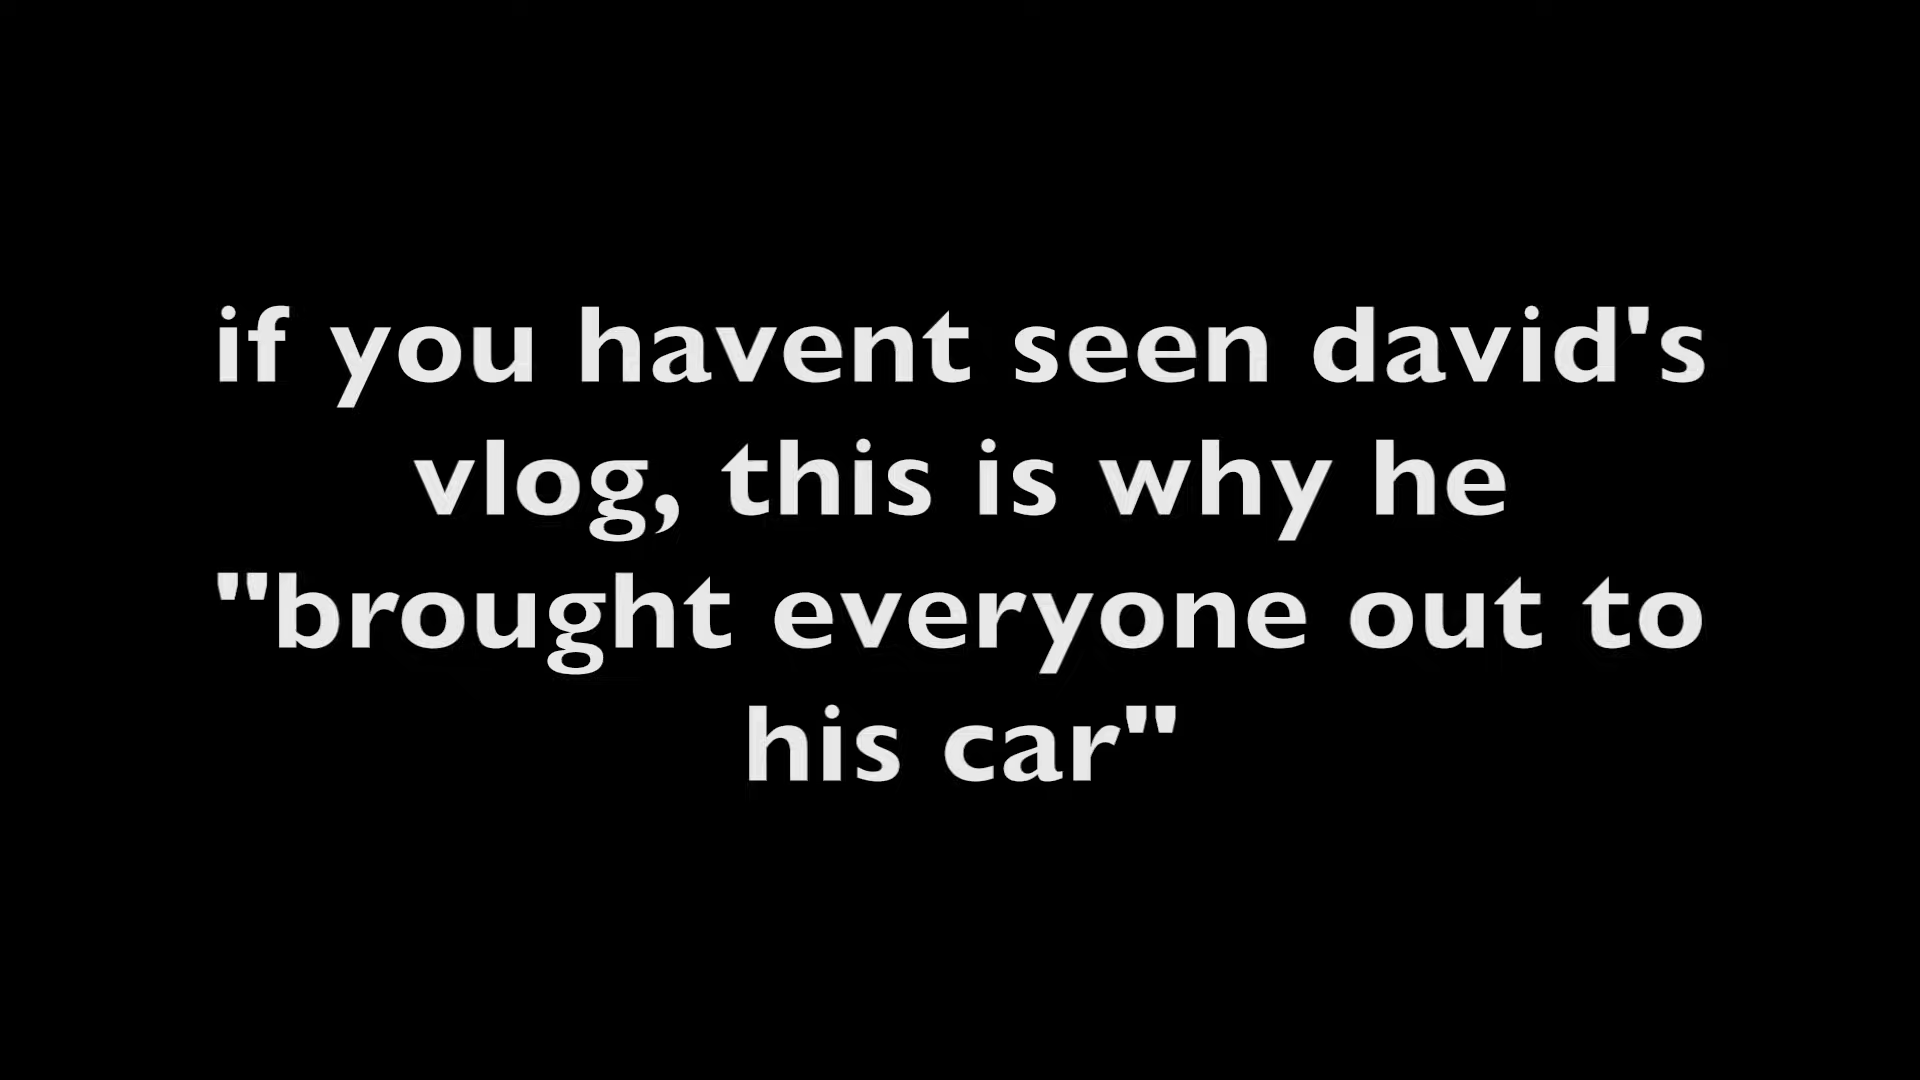 if you havent seen david's
vlog, this is why he
"brought everyone out to
his car"